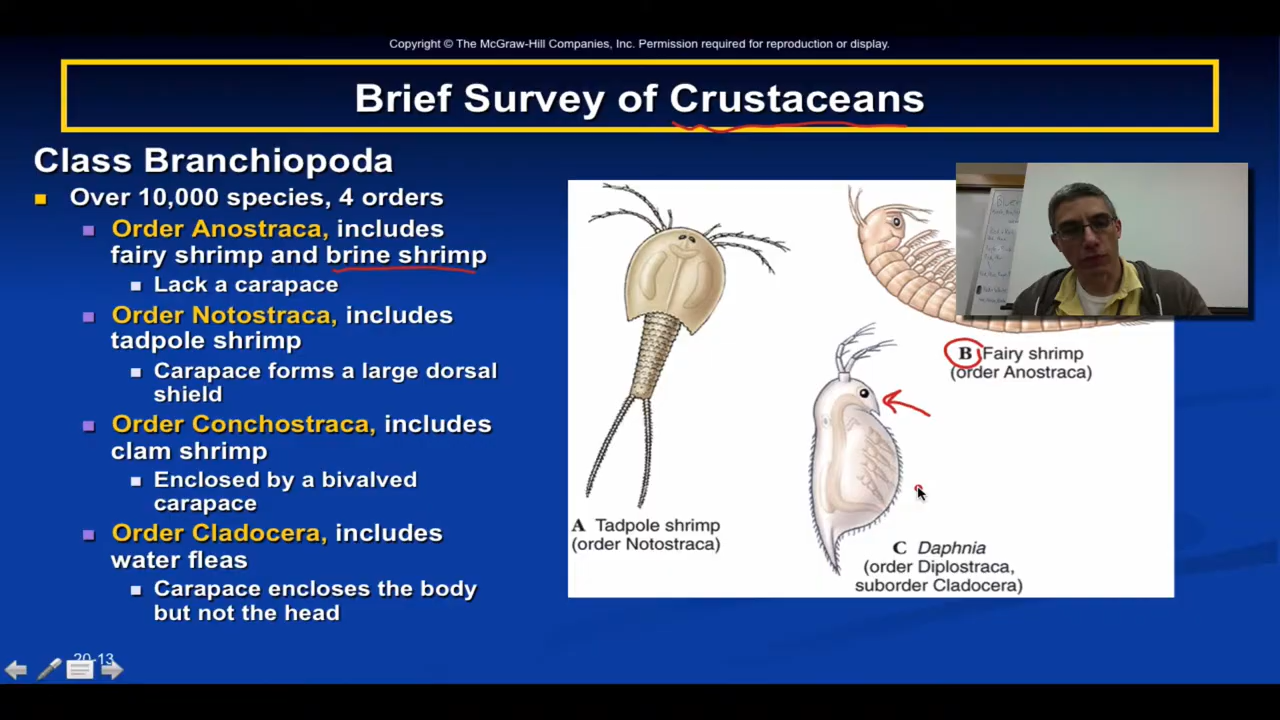 Copyright © The McGraw-Hill Companies, Inc. Permission required for reproduction or display.
Brief Survey of Crustaceans
Class Branchiopoda
Over 10,000 species, 4 orders
Order Anostraca, includes
fairy shrimp and brine shrimp
Lack a carapace
Order Notostraca, includes
tadpole shrimp
Carapace forms a large dorsal
shield
Order Conchostraca, includes
clam shrimp
Enclosed by a bivalved
carapace
Order Cladocera, includes
water fleas
Carapace encloses the body
but not the head
A Tadpole shrimp
(order Notostraca)
B Fairy shrimp
(order Anostraca)
C Daphnia
(order Diplostraca,
suborder Cladocera)
20-13